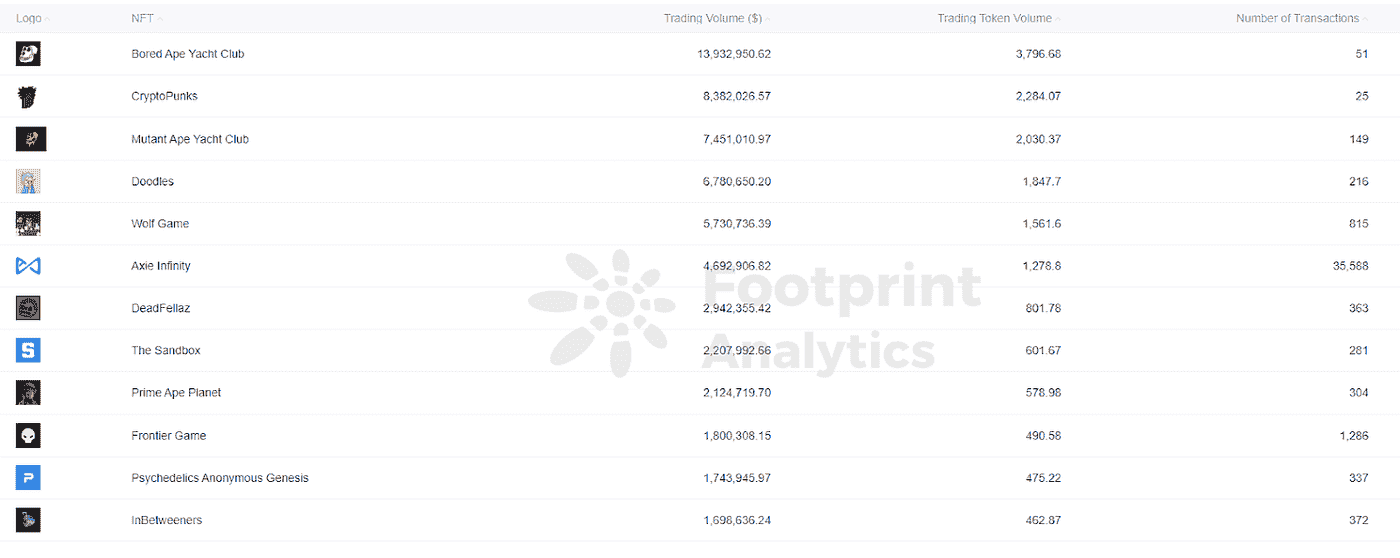 Logo NFT Trading Volume ($) Trading Token Volume Number of Transactions
Bored Ape Yacht Club 13,932,950.62 3,796.68 51
CryptoPunks 8,382,026.57 2,284.07 25
Mutant Ape Yacht Club 7,451,010.97 2,030.37 149
Doodles 6,780,650.20 1,847.7 216
Wolf Game 5,730,736.39 1,561.6 815
Axie Infinity 4,692,906.82 1,278.8 35,588
DeadFellaz 2,942,355.42 801.78 363
The Sandbox 2,207,992.66 601.67 281
Prime Ape Planet 2,124,719.70 578.98 304
Frontier Game 1,800,308.15 490.58 1,286
Psychedelics Anonymous Genesis 1,743,945.97 475.22 337
InBetweeners 1,698,636.24 462.87 372
Footprint
Analytics